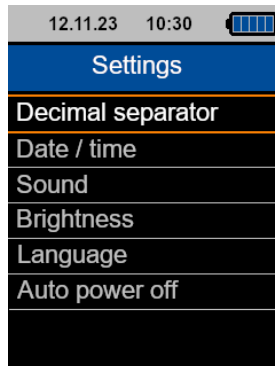 12.11.23 10:30
Settings
Decimal separator
Date / time
Sound
Brightness
Language
Auto power off